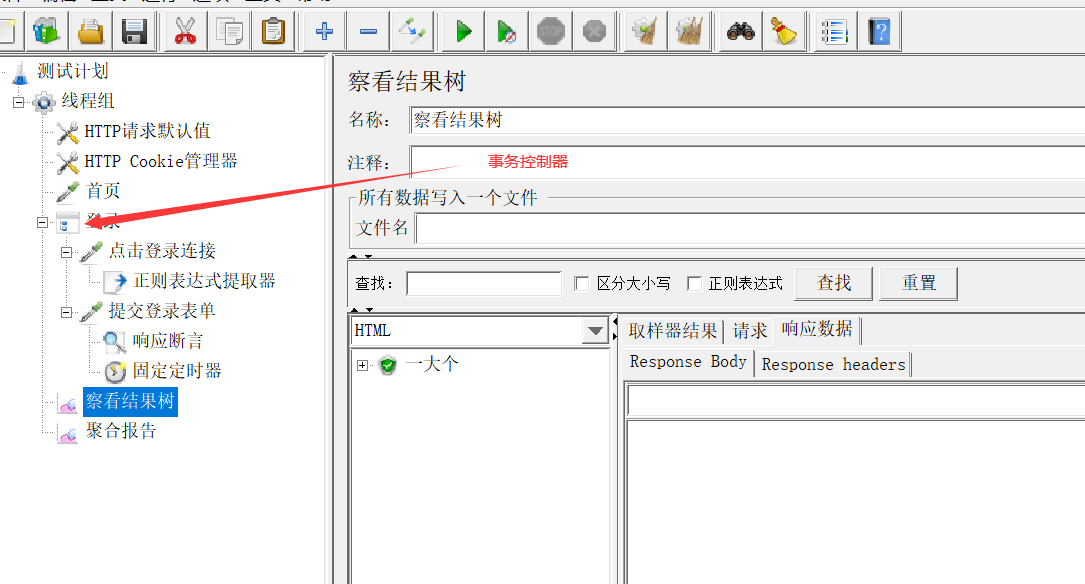 STOP
测试计划
线程组
HTTP请求默认值
HTTP Cookie管理器
首页
登录
点击登录连接
正则表达式提取器
提交登录表单
响应断言
固定定时器
察看结果树
聚合报告
察看结果树
名称：
察看结果树
注释：
事务控制器
所有数据写入一个文件
文件名
查找：
区分大小写
正则表达式
查找
重置
HTML
取样器结果
请求
响应数据
一大个
Response Body
Response headers